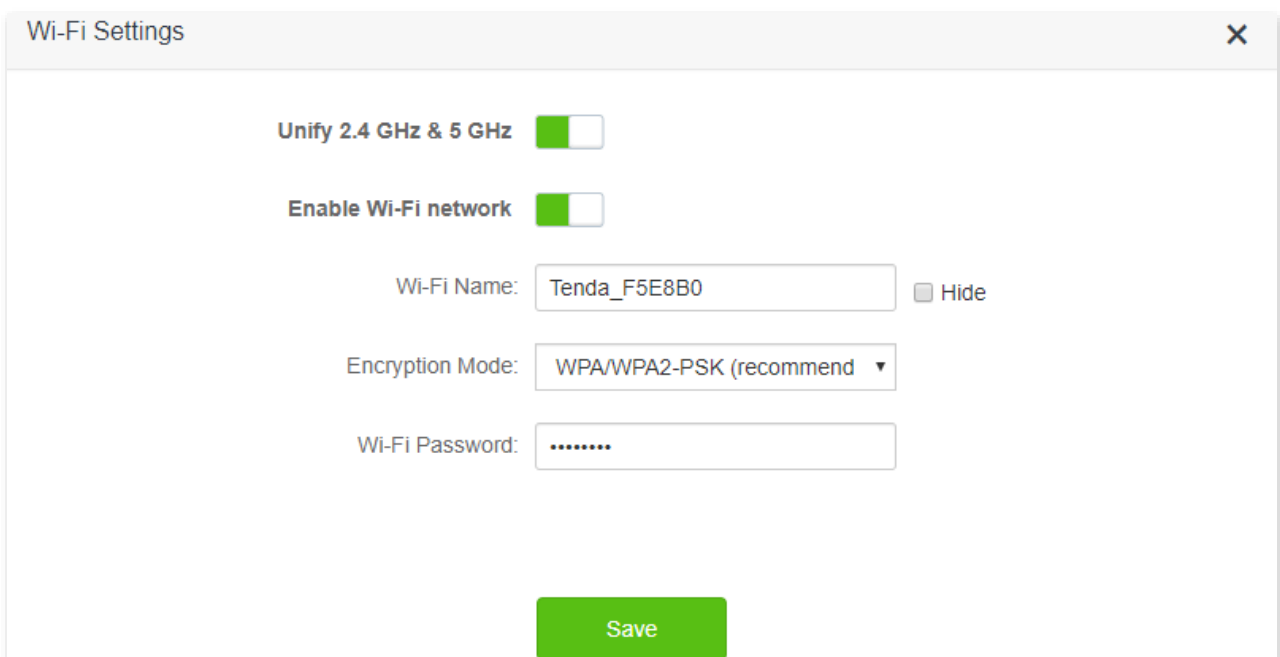 Wi-Fi Settings
Unify 2.4 GHz & 5 GHz
Enable Wi-Fi network
Wi-Fi Name: Tenda_F5E8B0 Hide
Encryption Mode: WPA/WPA2-PSK (recommend
Wi-Fi Password: ••••••••
Save